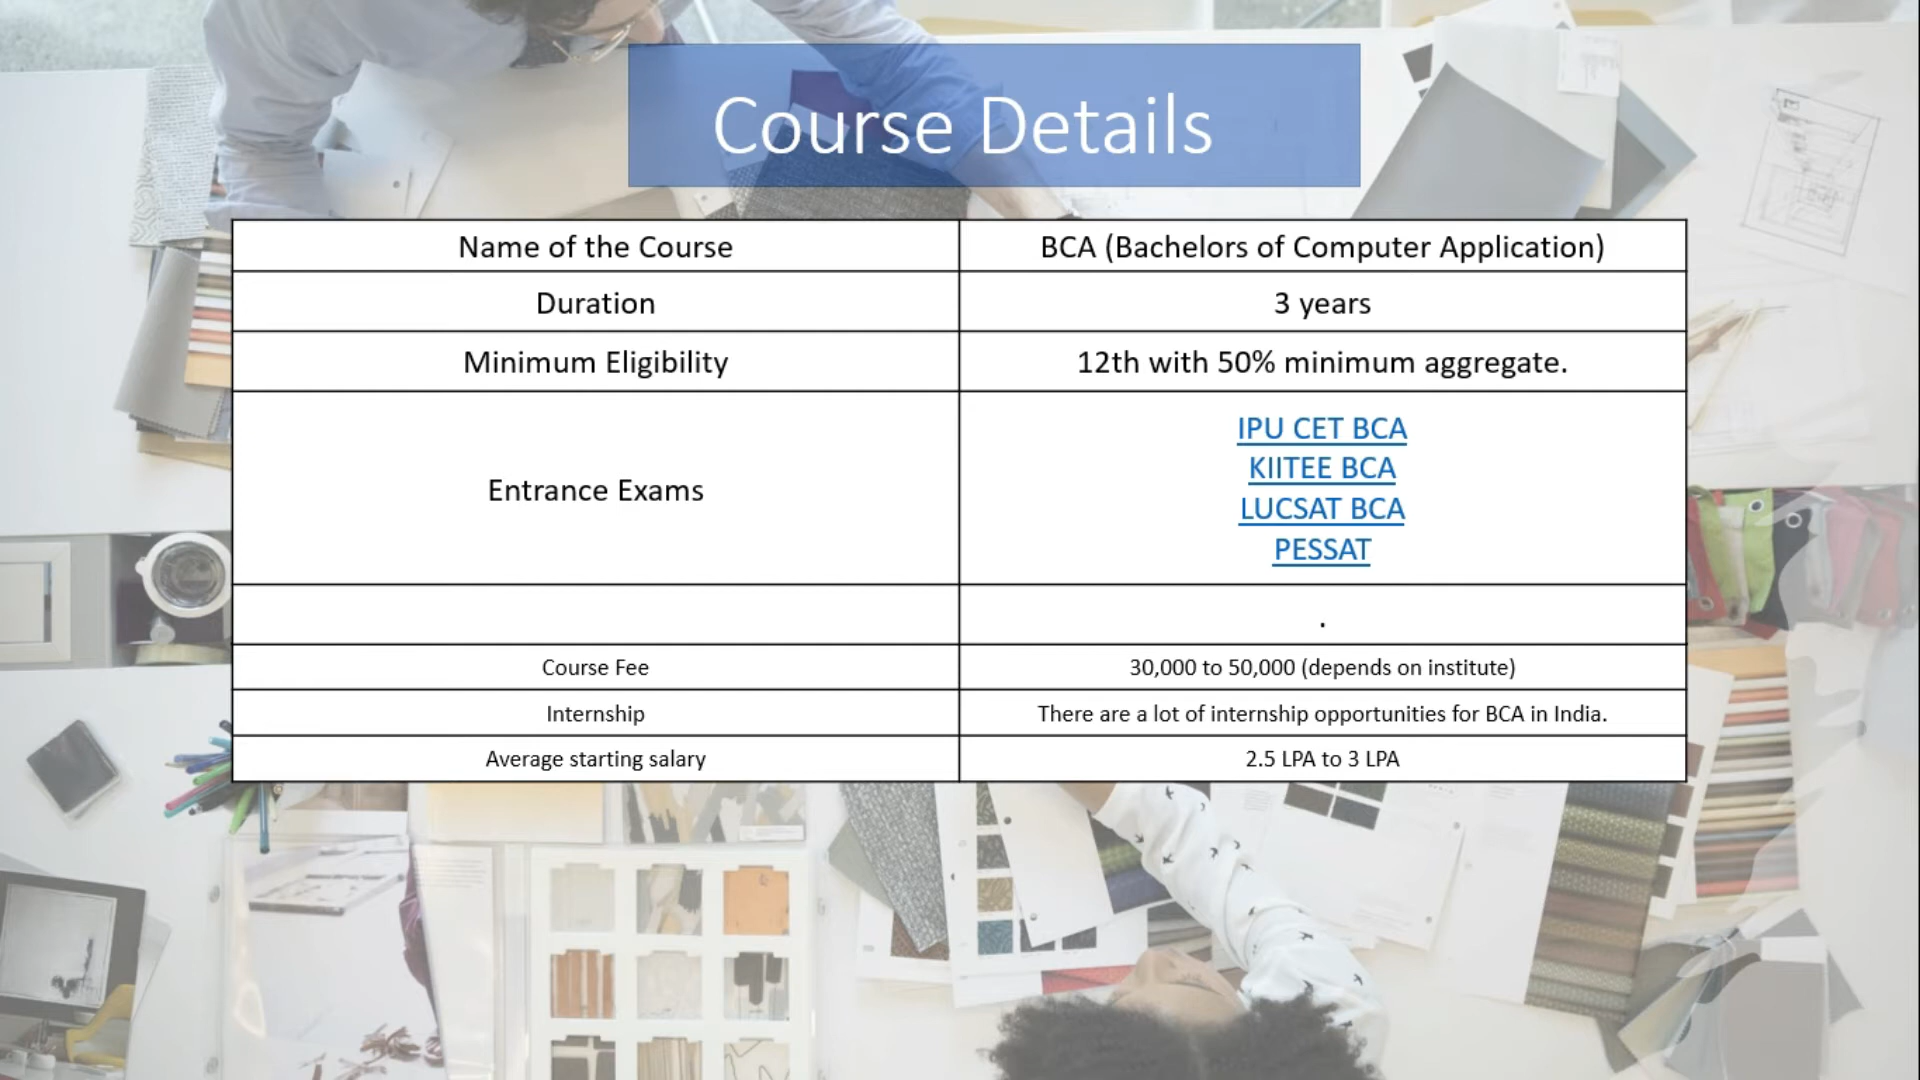 Course Details
Name of the Course
BCA (Bachelors of Computer Application)
Duration
3 years
Minimum Eligibility
12th with 50% minimum aggregate.
Entrance Exams
IPU CET BCA
KIITEE BCA
LUCSAT BCA
PESSAT
.
Course Fee
30,000 to 50,000 (depends on institute)
Internship
There are a lot of internship opportunities for BCA in India.
Average starting salary
2.5 LPA to 3 LPA